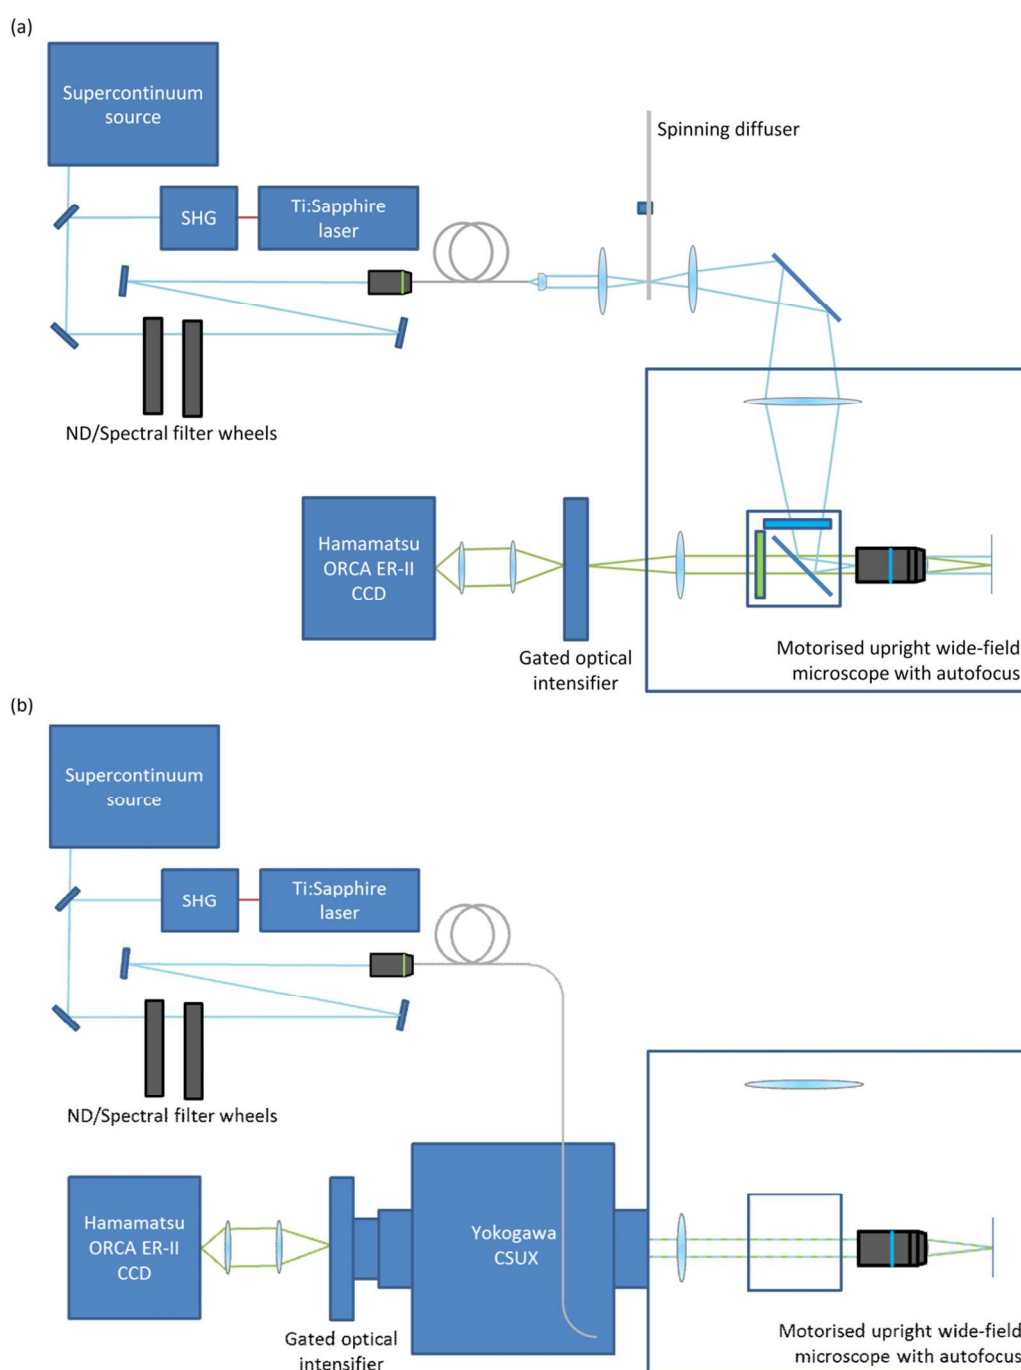 (a)
Supercontinuum
source
Spinning diffuser
SHG
Ti:Sapphire
laser
ND/Spectral filter wheels
Hamamatsu
ORCA ER-II
CCD
Gated optical
intensifier
Motorised upright wide-field
microscope with autofocus
(b)
Supercontinuum
source
SHG
Ti:Sapphire
laser
ND/Spectral filter wheels
Hamamatsu
ORCA ER-II
CCD
Yokogawa
CSUX
Gated optical
intensifier
Motorised upright wide-field
microscope with autofocus